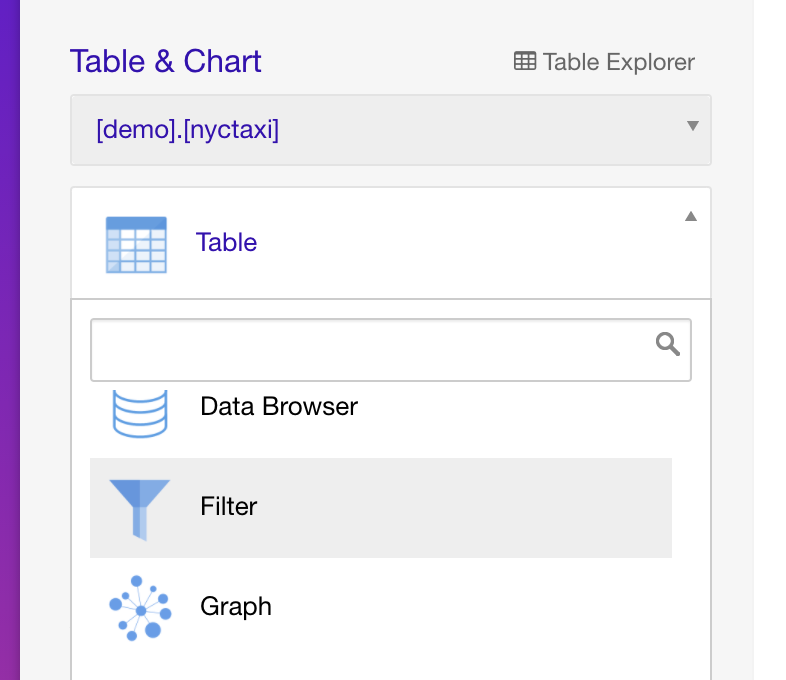 Table & Chart
Table Explorer
[demo].[nyctaxi]
Table
Data Browser
Filter
Graph